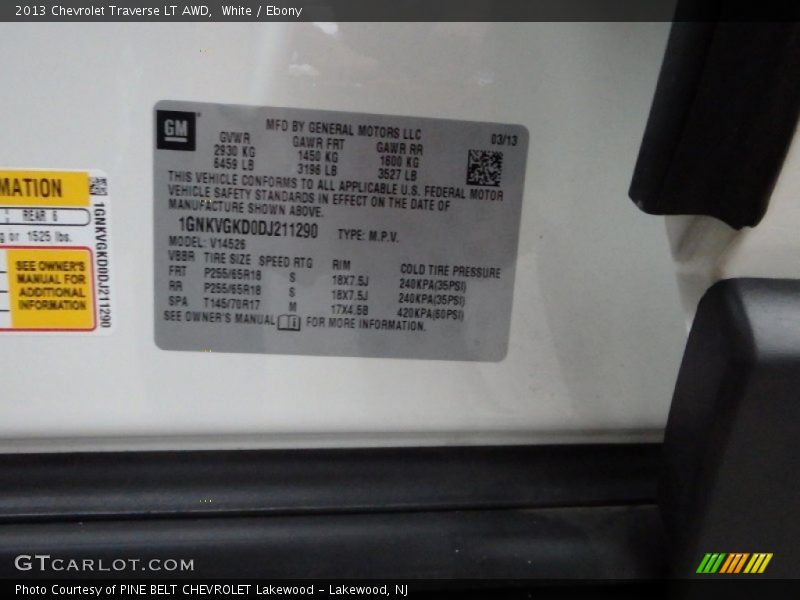 2013 Chevrolet Traverse LT AWD, White / Ebony
GM
MFD BY GENERAL MOTORS LLC 03/13
GVWR GAWR FRT GAWR RR
2930 KG 1450 KG 1600 KG
6459 LB 3196 LB 3527 LB
THIS VEHICLE CONFORMS TO ALL APPLICABLE U.S. FEDERAL MOTOR
VEHICLE SAFETY STANDARDS IN EFFECT ON THE DATE OF
MANUFACTURE SHOWN ABOVE.
1GNKVGKD0DJ211290 TYPE: M.P.V.
MODEL: V14526
VBBR TIRE SIZE SPEED RTG RIM COLD TIRE PRESSURE
FRT P255/65R18 S 18X7.5J 240KPA(35PSI)
RR P255/65R18 S 18X7.5J 240KPA(35PSI)
SPA T145/70R17 M 17X4.5B 420KPA(60PSI)
SEE OWNER'S MANUAL FOR MORE INFORMATION.
MATION
REAR 6
or 1525 lbs.
SEE OWNER'S
MANUAL FOR
ADDITIONAL
INFORMATION
1GNKVGKD0DJ211290
GTCARLOT.COM
Photo Courtesy of PINE BELT CHEVROLET Lakewood - Lakewood, NJ